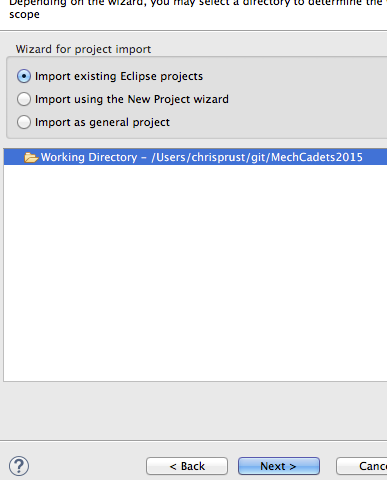 Depending on the wizard, you may select a directory to determine the
scope
Wizard for project import
Import existing Eclipse projects
Import using the New Project wizard
Import as general project
Working Directory – /Users/chrisprust/git/MechCadets2015
?
< Back
Next >
Canc